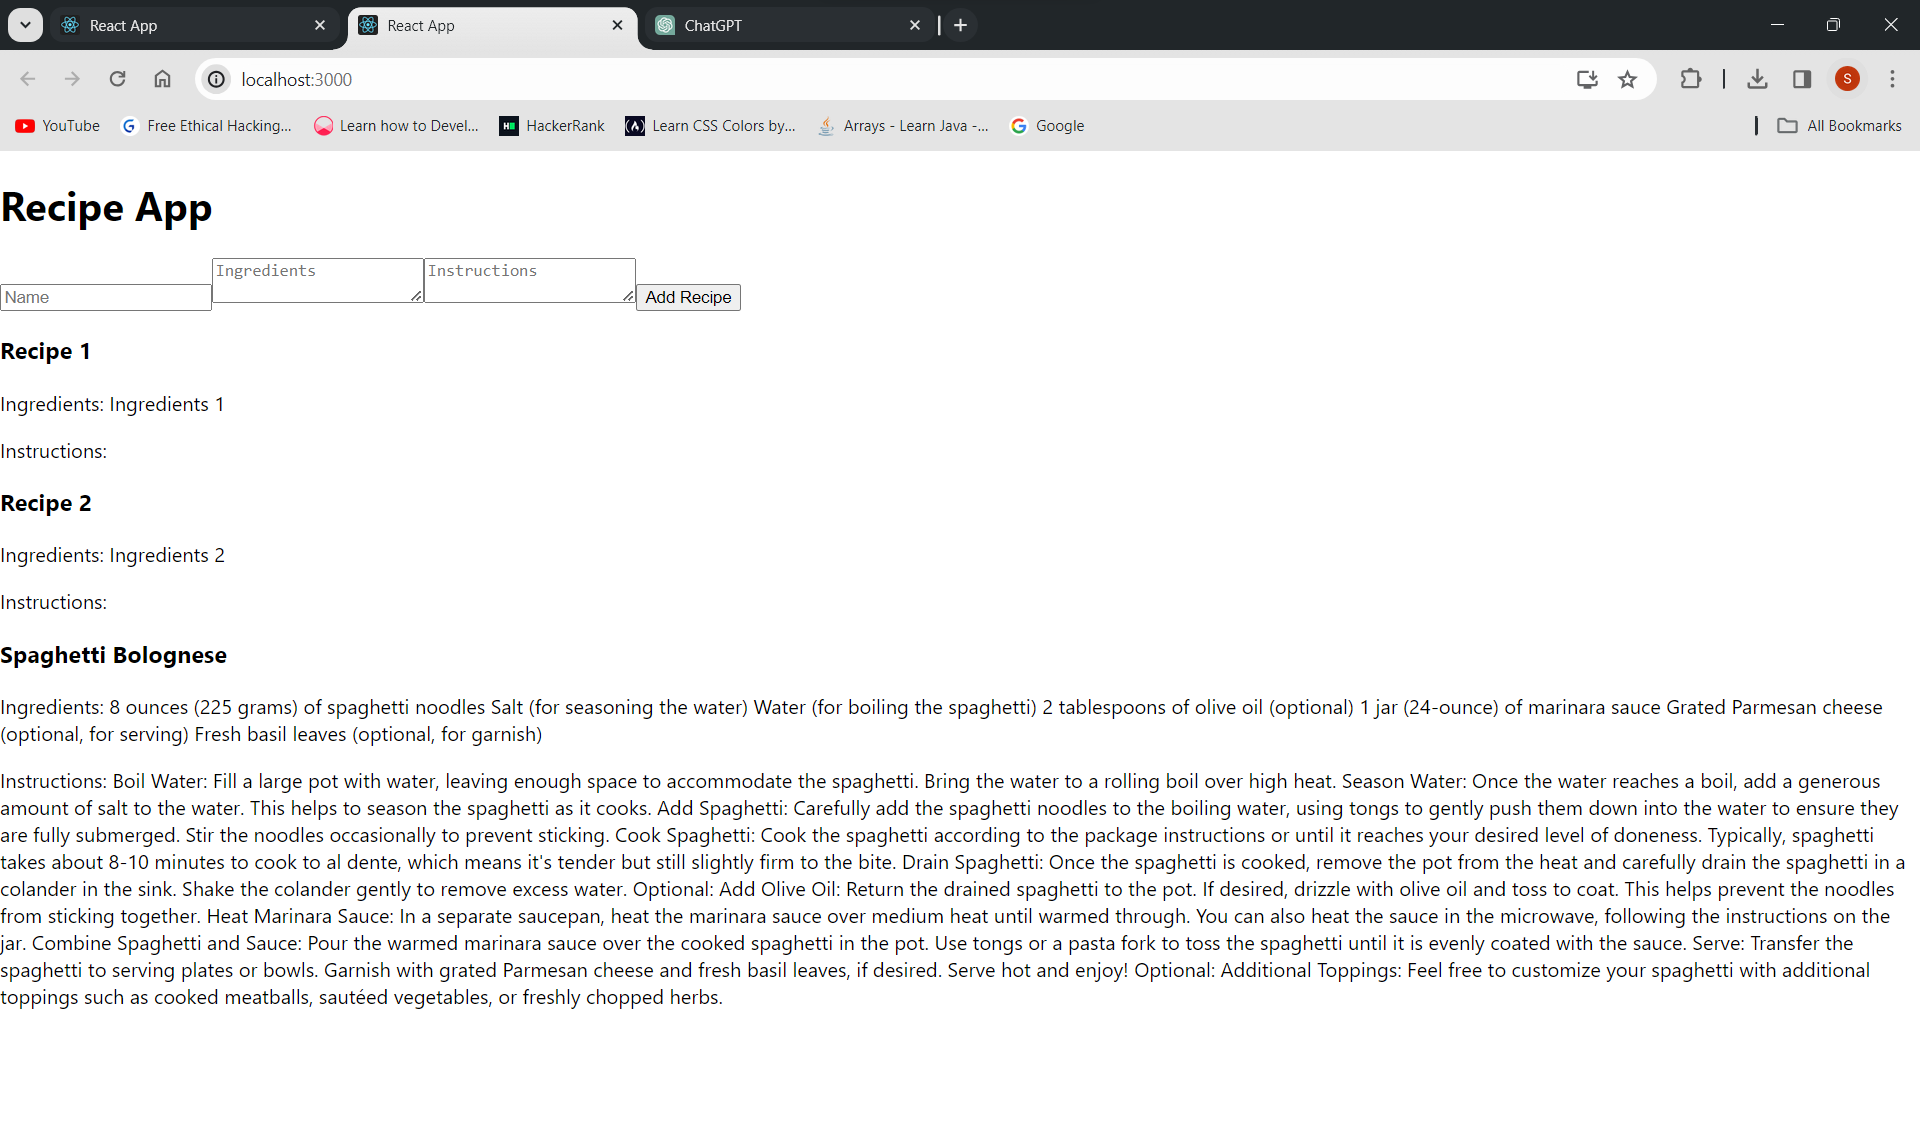 React App
React App
ChatGPT
localhost:3000
S
YouTube
Free Ethical Hacking...
Learn how to Devel...
HackerRank
Learn CSS Colors by...
Arrays - Learn Java -...
Google
All Bookmarks
Recipe App
Name
Ingredients
Instructions
Add Recipe
Recipe 1
Ingredients: Ingredients 1
Instructions:
Recipe 2
Ingredients: Ingredients 2
Instructions:
Spaghetti Bolognese
Ingredients: 8 ounces (225 grams) of spaghetti noodles Salt (for seasoning the water) Water (for boiling the spaghetti) 2 tablespoons of olive oil (optional) 1 jar (24-ounce) of marinara sauce Grated Parmesan cheese
(optional, for serving) Fresh basil leaves (optional, for garnish)
Instructions: Boil Water: Fill a large pot with water, leaving enough space to accommodate the spaghetti. Bring the water to a rolling boil over high heat. Season Water: Once the water reaches a boil, add a generous
amount of salt to the water. This helps to season the spaghetti as it cooks. Add Spaghetti: Carefully add the spaghetti noodles to the boiling water, using tongs to gently push them down into the water to ensure they
are fully submerged. Stir the noodles occasionally to prevent sticking. Cook Spaghetti: Cook the spaghetti according to the package instructions or until it reaches your desired level of doneness. Typically, spaghetti
takes about 8-10 minutes to cook to al dente, which means it's tender but still slightly firm to the bite. Drain Spaghetti: Once the spaghetti is cooked, remove the pot from the heat and carefully drain the spaghetti in a
colander in the sink. Shake the colander gently to remove excess water. Optional: Add Olive Oil: Return the drained spaghetti to the pot. If desired, drizzle with olive oil and toss to coat. This helps prevent the noodles
from sticking together. Heat Marinara Sauce: In a separate saucepan, heat the marinara sauce over medium heat until warmed through. You can also heat the sauce in the microwave, following the instructions on the
jar. Combine Spaghetti and Sauce: Pour the warmed marinara sauce over the cooked spaghetti in the pot. Use tongs or a pasta fork to toss the spaghetti until it is evenly coated with the sauce. Serve: Transfer the
spaghetti to serving plates or bowls. Garnish with grated Parmesan cheese and fresh basil leaves, if desired. Serve hot and enjoy! Optional: Additional Toppings: Feel free to customize your spaghetti with additional
toppings such as cooked meatballs, sautéed vegetables, or freshly chopped herbs.